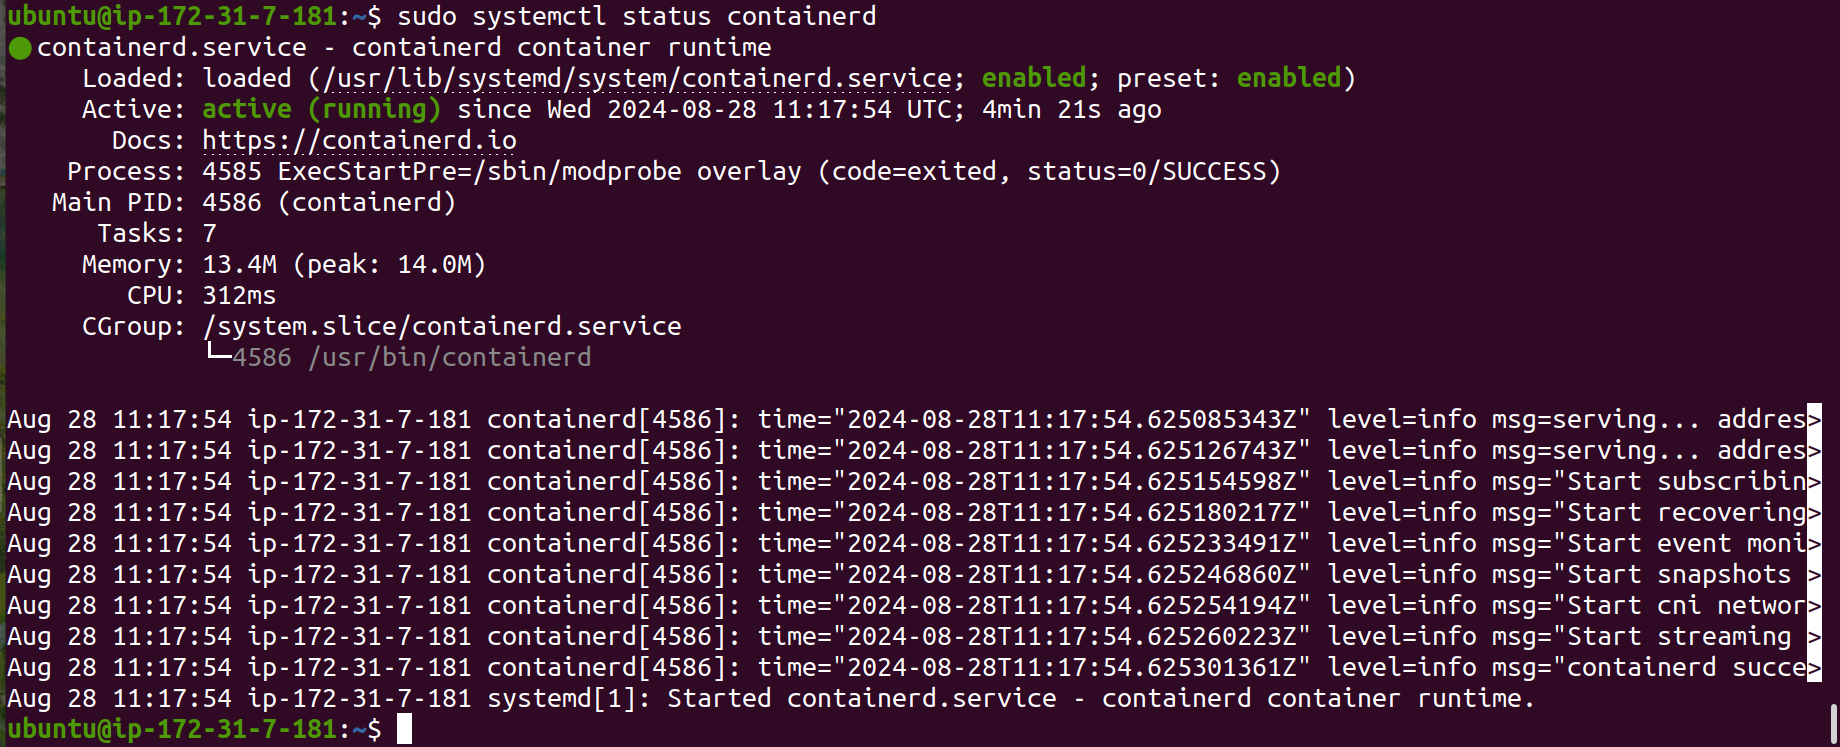 ubuntu@ip-172-31-7-181:~$ sudo systemctl status containerd
● containerd.service - containerd container runtime
     Loaded: loaded (/usr/lib/systemd/system/containerd.service; enabled; preset: enabled)
     Active: active (running) since Wed 2024-08-28 11:17:54 UTC; 4min 21s ago
       Docs: https://containerd.io
    Process: 4585 ExecStartPre=/sbin/modprobe overlay (code=exited, status=0/SUCCESS)
   Main PID: 4586 (containerd)
      Tasks: 7
     Memory: 13.4M (peak: 14.0M)
        CPU: 312ms
     CGroup: /system.slice/containerd.service
             └─4586 /usr/bin/containerd

Aug 28 11:17:54 ip-172-31-7-181 containerd[4586]: time="2024-08-28T11:17:54.625085343Z" level=info msg=serving... addres>
Aug 28 11:17:54 ip-172-31-7-181 containerd[4586]: time="2024-08-28T11:17:54.625126743Z" level=info msg=serving... addres>
Aug 28 11:17:54 ip-172-31-7-181 containerd[4586]: time="2024-08-28T11:17:54.625154598Z" level=info msg="Start subscribin>
Aug 28 11:17:54 ip-172-31-7-181 containerd[4586]: time="2024-08-28T11:17:54.625180217Z" level=info msg="Start recovering>
Aug 28 11:17:54 ip-172-31-7-181 containerd[4586]: time="2024-08-28T11:17:54.625233491Z" level=info msg="Start event moni>
Aug 28 11:17:54 ip-172-31-7-181 containerd[4586]: time="2024-08-28T11:17:54.625246860Z" level=info msg="Start snapshots >
Aug 28 11:17:54 ip-172-31-7-181 containerd[4586]: time="2024-08-28T11:17:54.625254194Z" level=info msg="Start cni networ>
Aug 28 11:17:54 ip-172-31-7-181 containerd[4586]: time="2024-08-28T11:17:54.625260223Z" level=info msg="Start streaming >
Aug 28 11:17:54 ip-172-31-7-181 containerd[4586]: time="2024-08-28T11:17:54.625301361Z" level=info msg="containerd succe>
Aug 28 11:17:54 ip-172-31-7-181 systemd[1]: Started containerd.service - containerd container runtime.
ubuntu@ip-172-31-7-181:~$